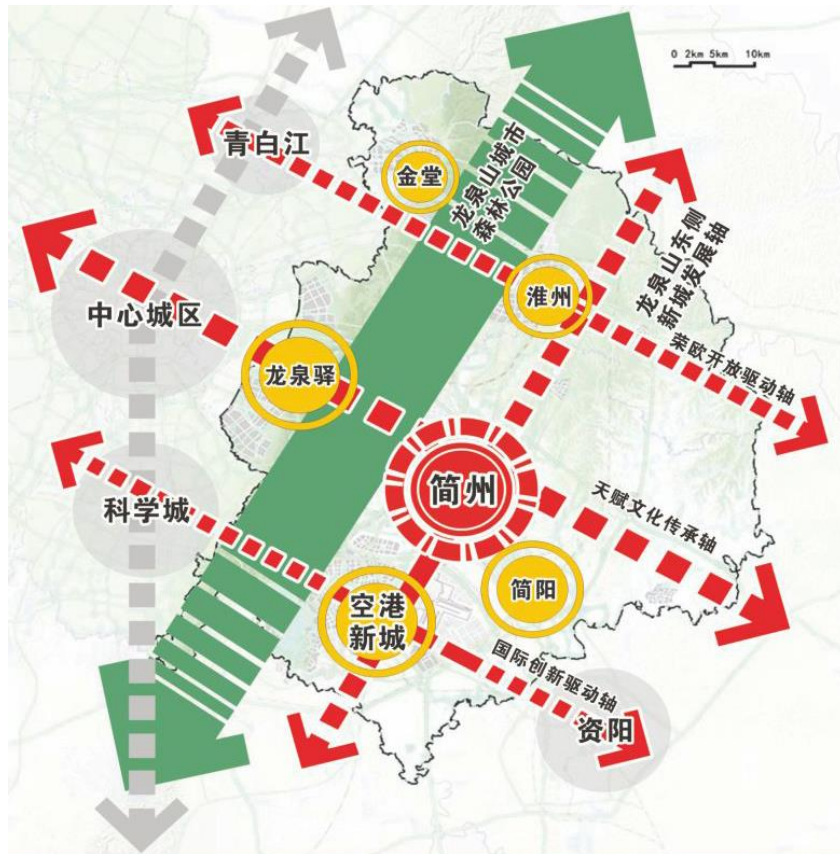 0 2km 5km 10km
青白江
金堂
龙泉山城市
森林公园
龙泉山东侧
新城发展轴
淮州
中心城区
蓉欧开放驱动轴
龙泉驿
简州
天赋文化传承轴
科学城
简阳
空港
新城
国际创新驱动轴
资阳